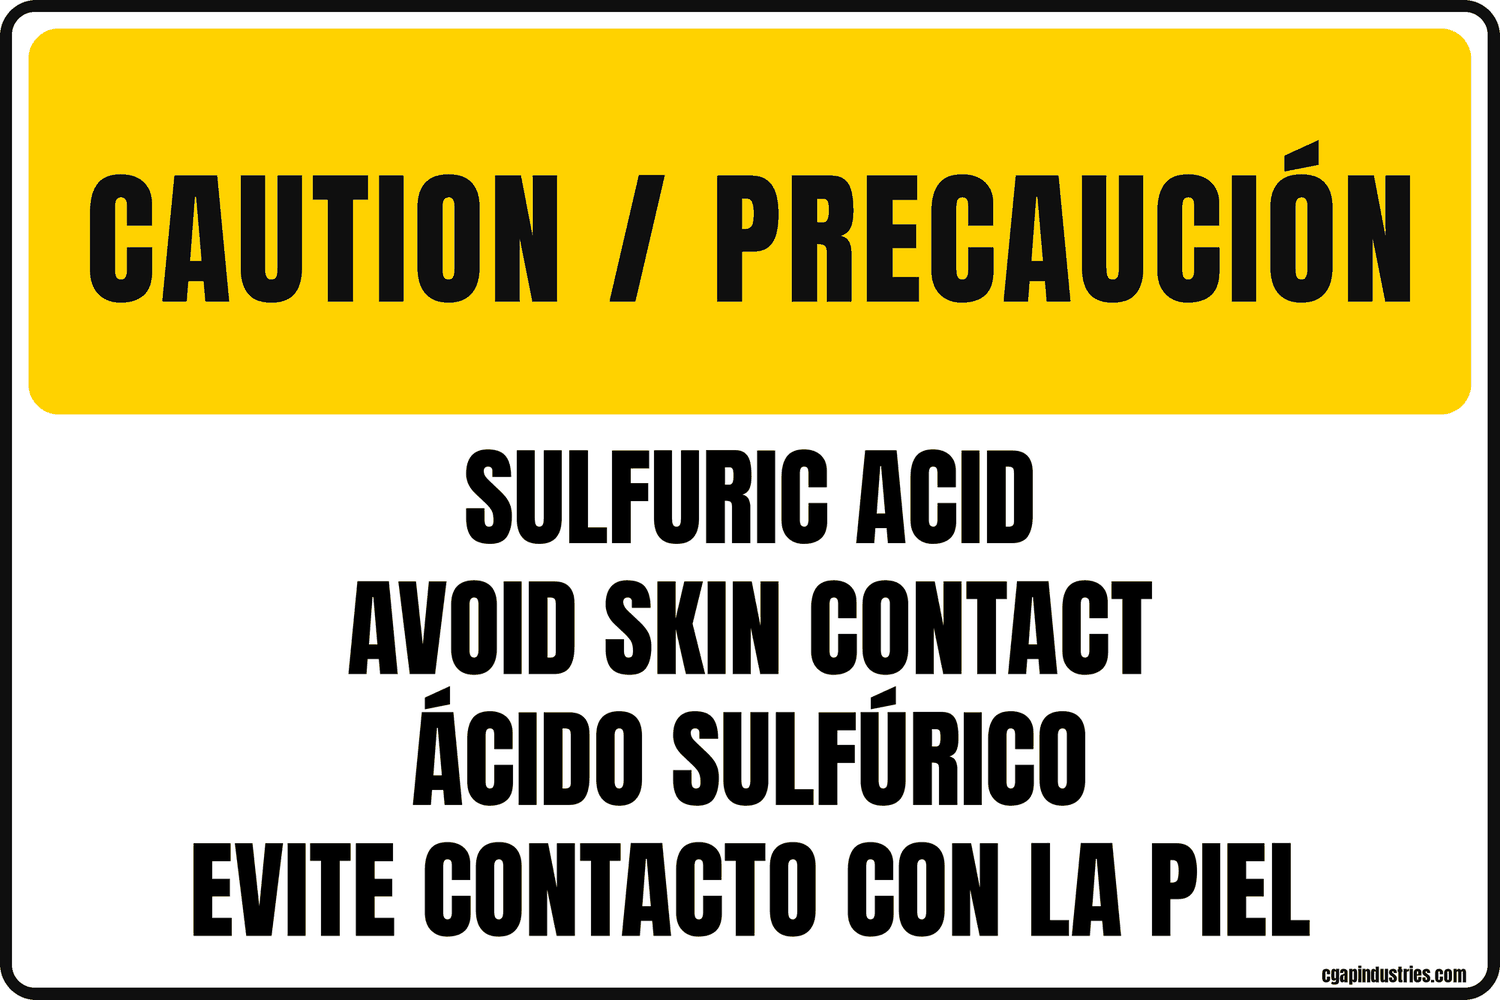 CAUTION / PRECAUCIÓN
SULFURIC ACID
AVOID SKIN CONTACT
ÁCIDO SULFÚRICO
EVITE CONTACTO CON LA PIEL
cgapindustries.com